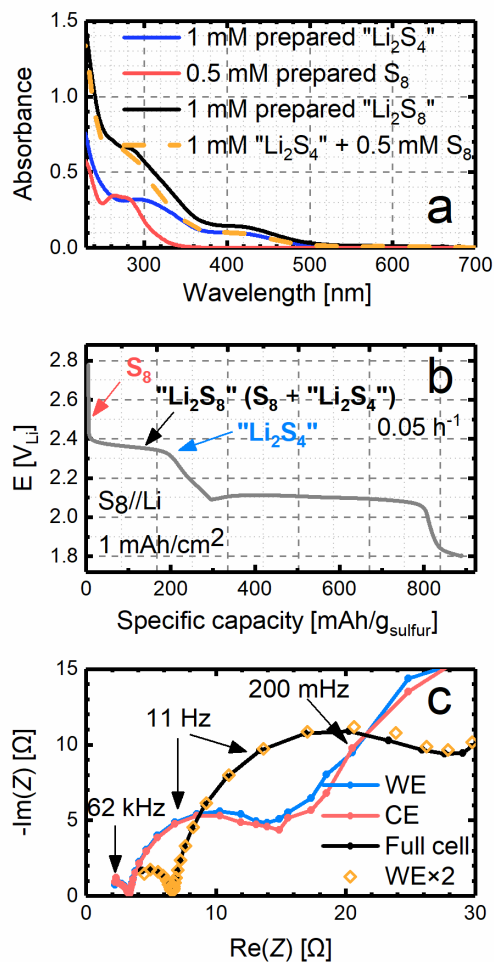 1 mM prepared "Li₂S₄"
0.5 mM prepared S₈
1 mM prepared "Li₂S₈"
1 mM "Li₂S₄" + 0.5 mM S₈
a
Absorbance
1.5
1.0
0.5
0.0
300 400 500 600 700
Wavelength [nm]
b
S₈
"Li₂S₈" (S₈ + "Li₂S₄")
"Li₂S₄"
0.05 h⁻¹
S₈//Li
1 mAh/cm²
E [V_Li]
2.8
2.6
2.4
2.2
2.0
1.8
0 200 400 600 800
Specific capacity [mAh/g_sulfur]
c
200 mHz
11 Hz
62 kHz
WE
CE
Full cell
WE×2
-Im(Z) [Ω]
15
10
5
0
0 10 20 30
Re(Z) [Ω]